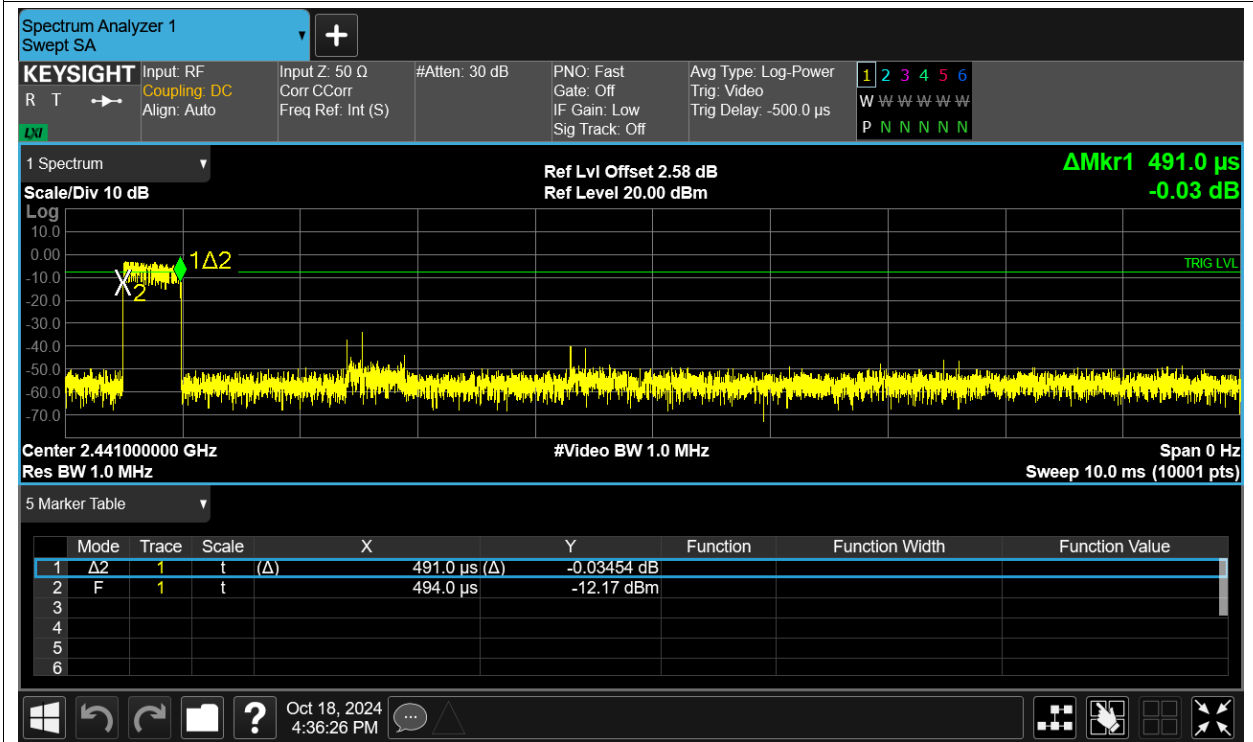 Spectrum Analyzer 1
Swept SA
KEYSIGHT
R T
LXI
Input: RF
Coupling: DC
Align: Auto
Input Z: 50 Ω
Corr CCorr
Freq Ref: Int (S)
#Atten: 30 dB
PNO: Fast
Gate: Off
IF Gain: Low
Sig Track: Off
Avg Type: Log-Power
Trig: Video
Trig Delay: -500.0 µs
1 2 3 4 5 6
W W W W W W
P N N N N N
1 Spectrum
Scale/Div 10 dB
Ref Lvl Offset 2.58 dB
Ref Level 20.00 dBm
ΔMkr1 491.0 µs
-0.03 dB
Log
10.0
0.00
-10.0
-20.0
-30.0
-40.0
-50.0
-60.0
-70.0
1Δ2
X2
TRIG LVL
Center 2.441000000 GHz
#Video BW 1.0 MHz
Span 0 Hz
Res BW 1.0 MHz
Sweep 10.0 ms (10001 pts)
5 Marker Table
Mode Trace Scale X Y Function Function Width Function Value
1 Δ2 1 t (Δ) 491.0 µs (Δ) -0.03454 dB
2 F 1 t 494.0 µs -12.17 dBm
3
4
5
6
?
Oct 18, 2024
4:36:26 PM